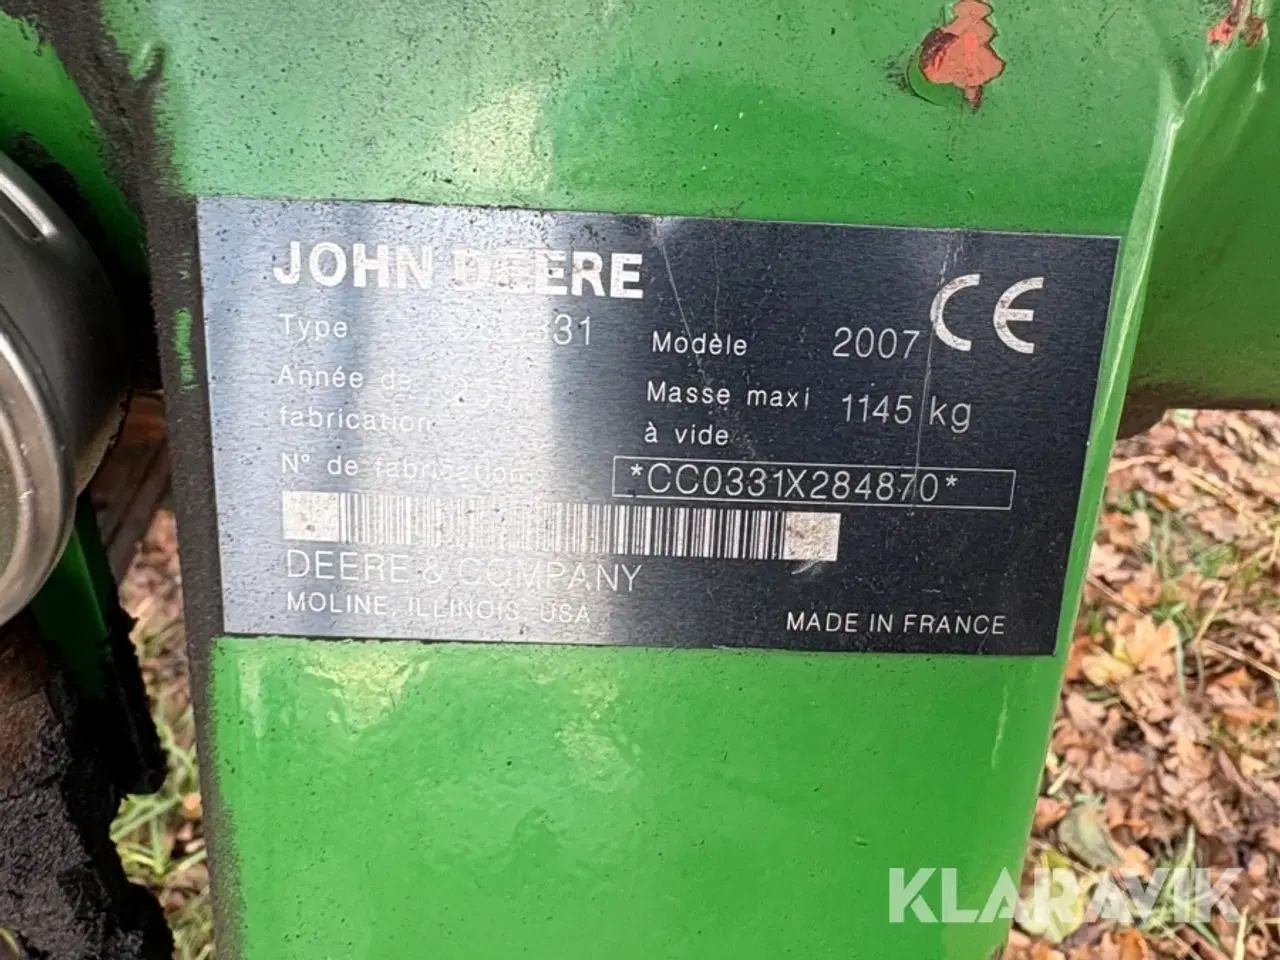 JOHN DEERE
CE
Type 331 Modèle 2007
Année de Masse maxi 1145 kg
fabrication à vide
N° de fabrication *CC0331X284870*
DEERE & COMPANY
MOLINE, ILLINOIS, USA MADE IN FRANCE
KLARAVIK